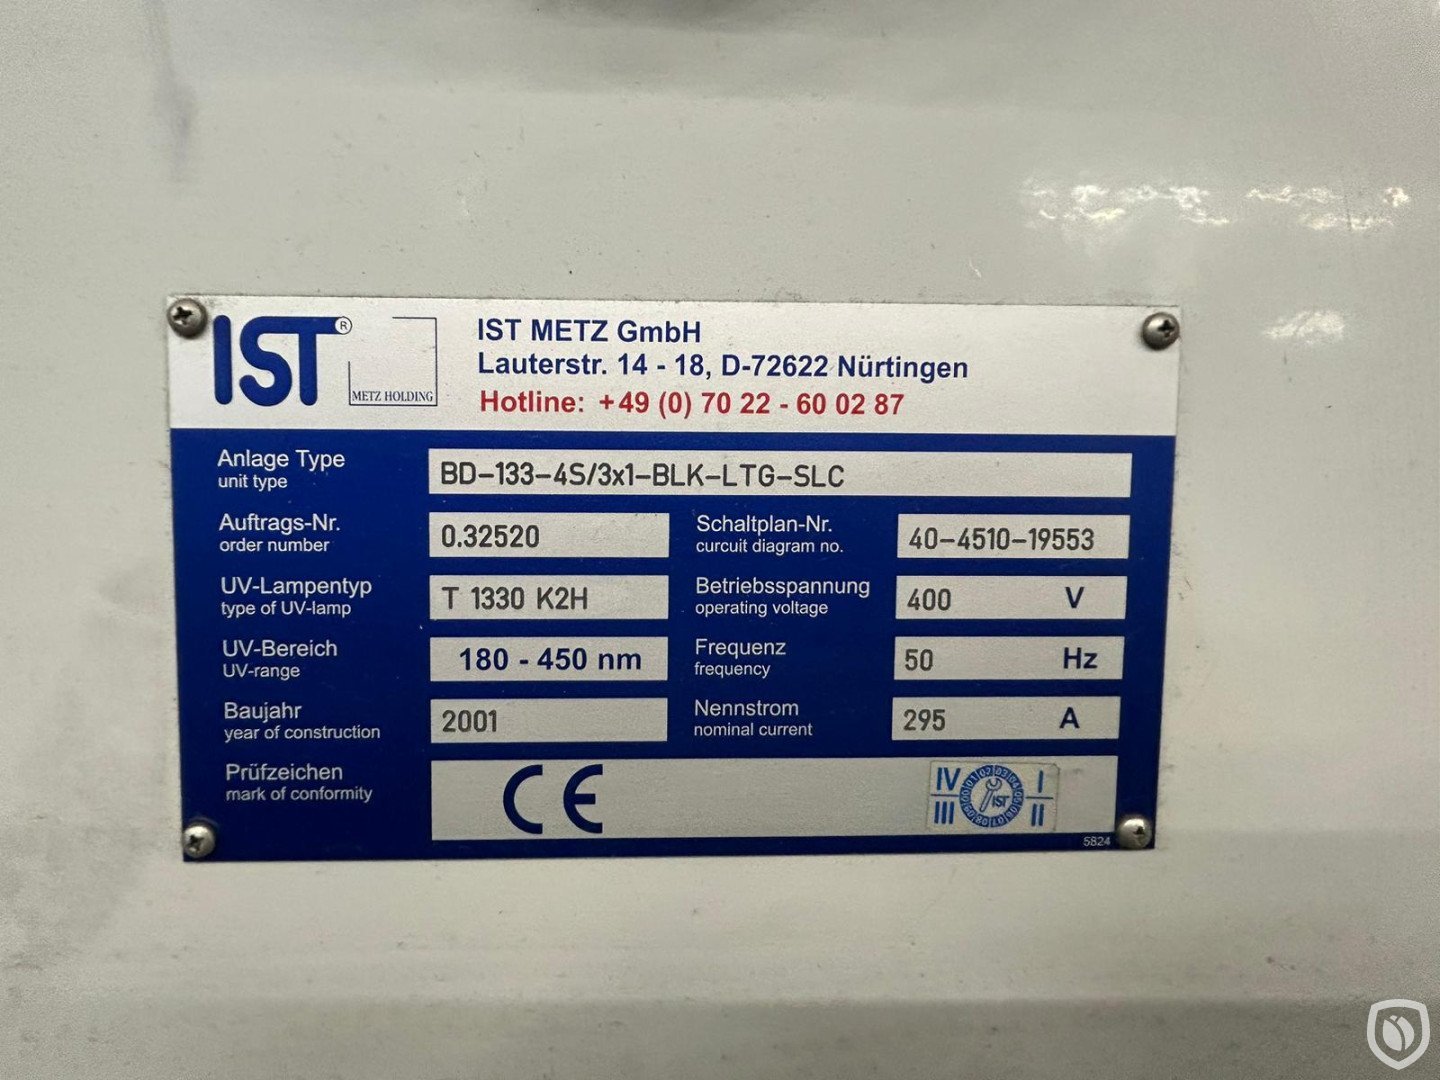 IST®
METZ HOLDING
IST METZ GmbH
Lauterstr. 14 - 18, D-72622 Nürtingen
Hotline: +49 (0) 70 22 - 60 02 87
Anlage Type
unit type
BD-133-4S/3x1-BLK-LTG-SLC
Auftrags-Nr.
order number
0.32520
Schaltplan-Nr.
curcuit diagram no.
40-4510-19553
UV-Lampentyp
type of UV-lamp
T 1330 K2H
Betriebsspannung
operating voltage
400 V
UV-Bereich
UV-range
180 - 450 nm
Frequenz
frequency
50 Hz
Baujahr
year of construction
2001
Nennstrom
nominal current
295 A
Prüfzeichen
mark of conformity
CE
IV I
III II
IST
5824